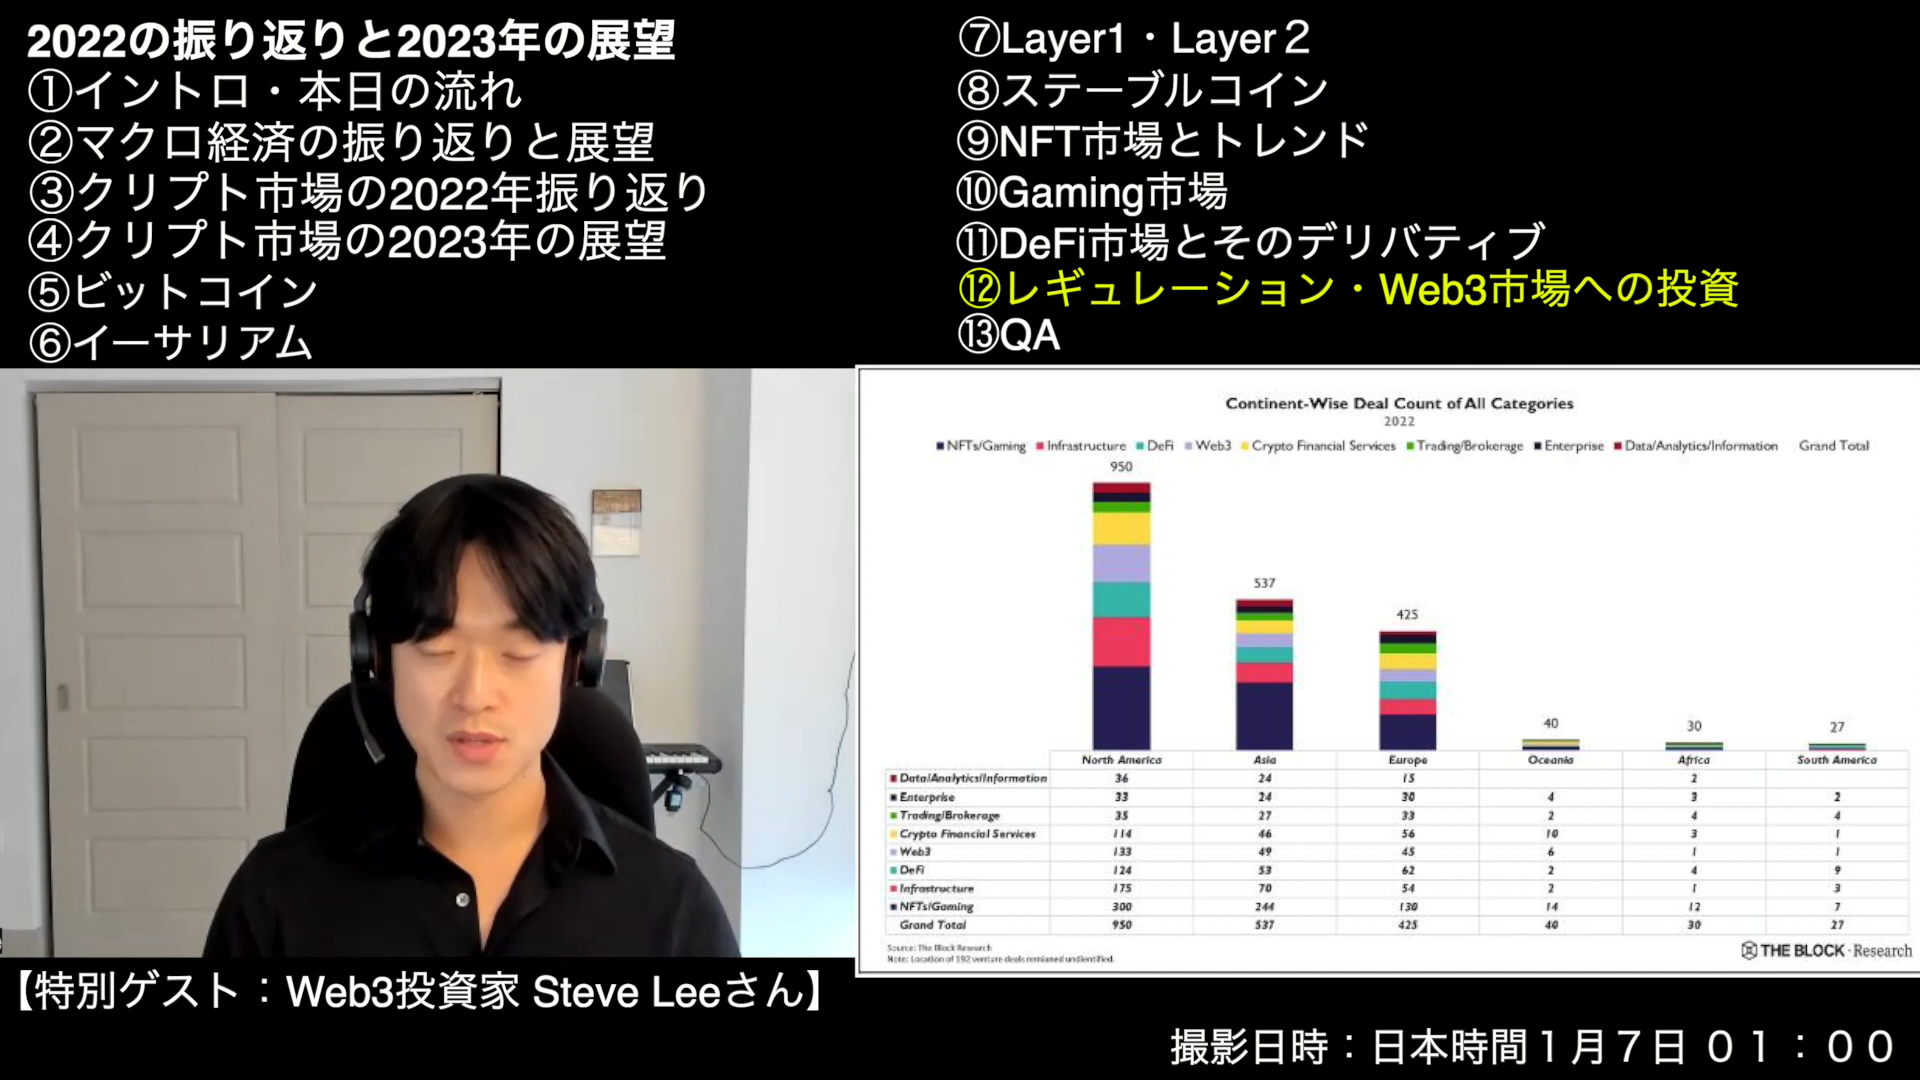 2022の振り返りと2023年の展望
①イントロ・本日の流れ
②マクロ経済の振り返りと展望
③クリプト市場の2022年振り返り
④クリプト市場の2023年の展望
⑤ビットコイン
⑥イーサリアム
⑦Layer1・Layer２
⑧ステーブルコイン
⑨NFT市場とトレンド
⑩Gaming市場
⑪DeFi市場とそのデリバティブ
⑫レギュレーション・Web3市場への投資
⑬QA
Continent-Wise Deal Count of All Categories
2022
NFTs/Gaming Infrastructure DeFi Web3 Crypto Financial Services Trading/Brokerage Enterprise Data/Analytics/Information Grand Total
950 537 425 40 30 27
North America Asia Europe Oceania Africa South America
Data/Analytics/Information 36 24 15 2
Enterprise 33 24 30 4 3 2
Trading/Brokerage 35 27 33 2 4 4
Crypto Financial Services 114 46 56 10 3 1
Web3 133 49 45 6 1 1
DeFi 124 53 62 2 4 9
Infrastructure 175 70 54 2 1 3
NFTs/Gaming 300 244 130 14 12 7
Grand Total 950 537 425 40 30 27
Source: The Block Research
Note: Location of 192 venture deals remianed undientified.
THE BLOCK · Research
【特別ゲスト：Web3投資家 Steve Leeさん】
撮影日時：日本時間１月７日 ０１：００